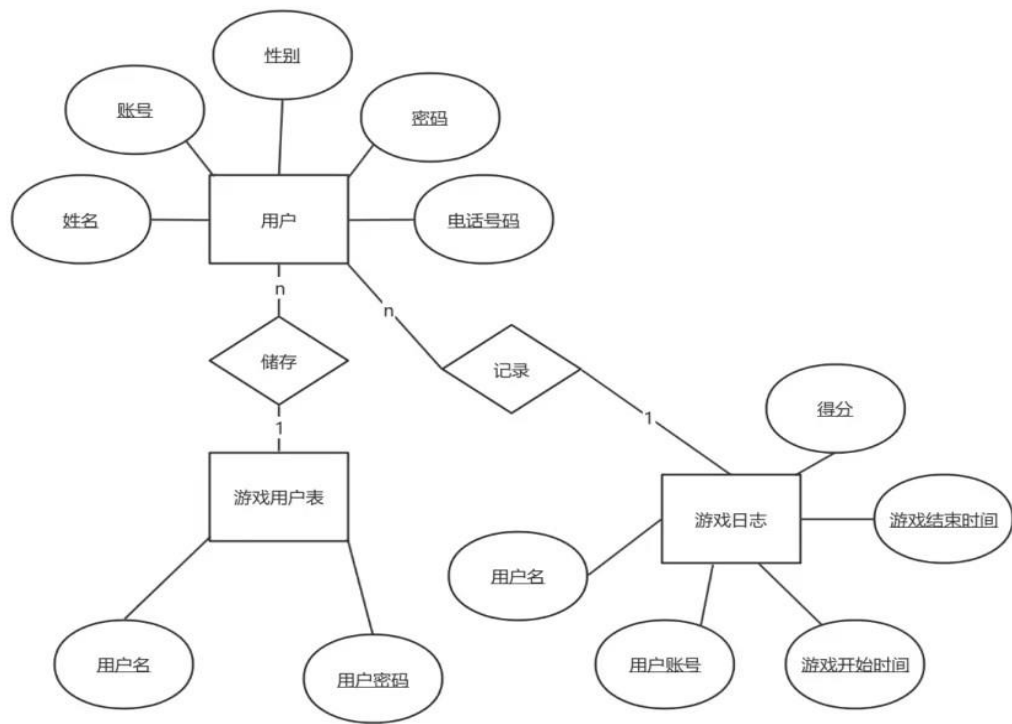 性别
账号
密码
姓名
用户
电话号码
n
n
储存
记录
1
1
得分
游戏用户表
游戏日志
游戏结束时间
用户名
用户名
用户密码
用户账号
游戏开始时间